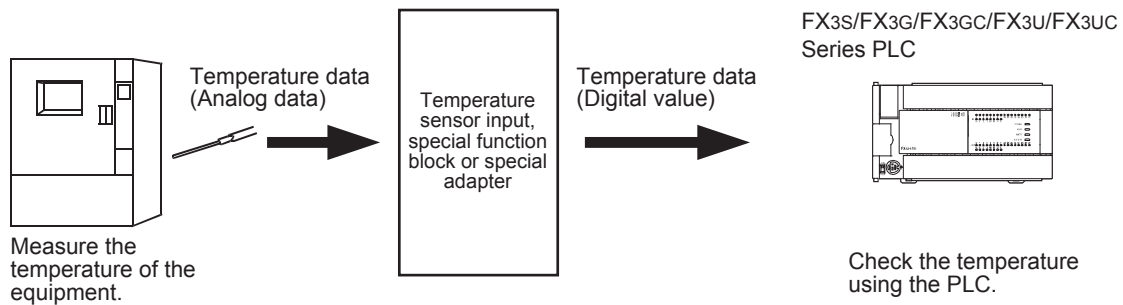 FX3S/FX3G/FX3GC/FX3U/FX3UC
Series PLC
Temperature data
(Analog data)
Temperature
sensor input,
special function
block or special
adapter
Temperature data
(Digital value)
Measure the
temperature of the
equipment.
Check the temperature
using the PLC.